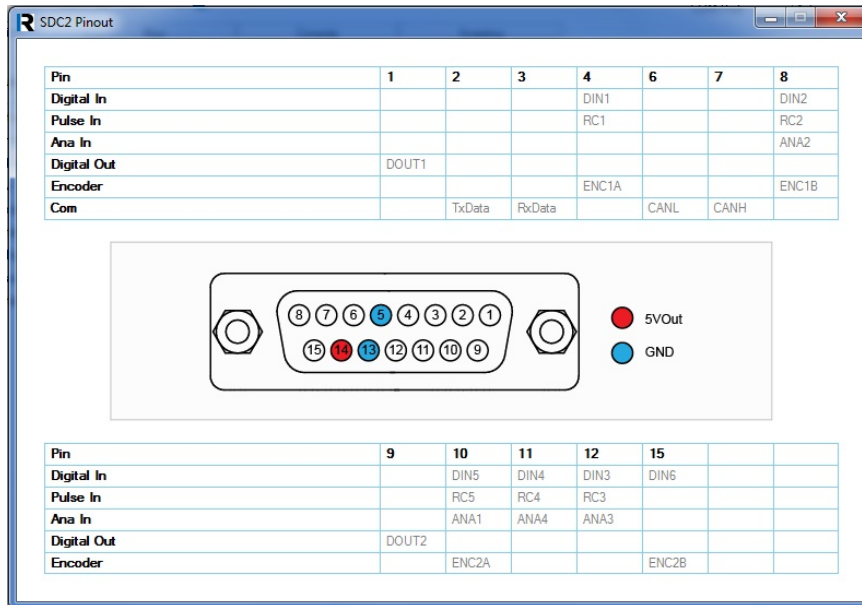 SDC2 Pinout
Pin 1 2 3 4 6 7 8
Digital In DIN1 DIN2
Pulse In RC1 RC2
Ana In ANA2
Digital Out DOUT1
Encoder ENC1A ENC1B
Com TxData RxData CANL CANH
8 7 6 5 4 3 2 1
5VOut
15 14 13 12 11 10 9
GND
Pin 9 10 11 12 15
Digital In DIN5 DIN4 DIN3 DIN6
Pulse In RC5 RC4 RC3
Ana In ANA1 ANA4 ANA3
Digital Out DOUT2
Encoder ENC2A ENC2B